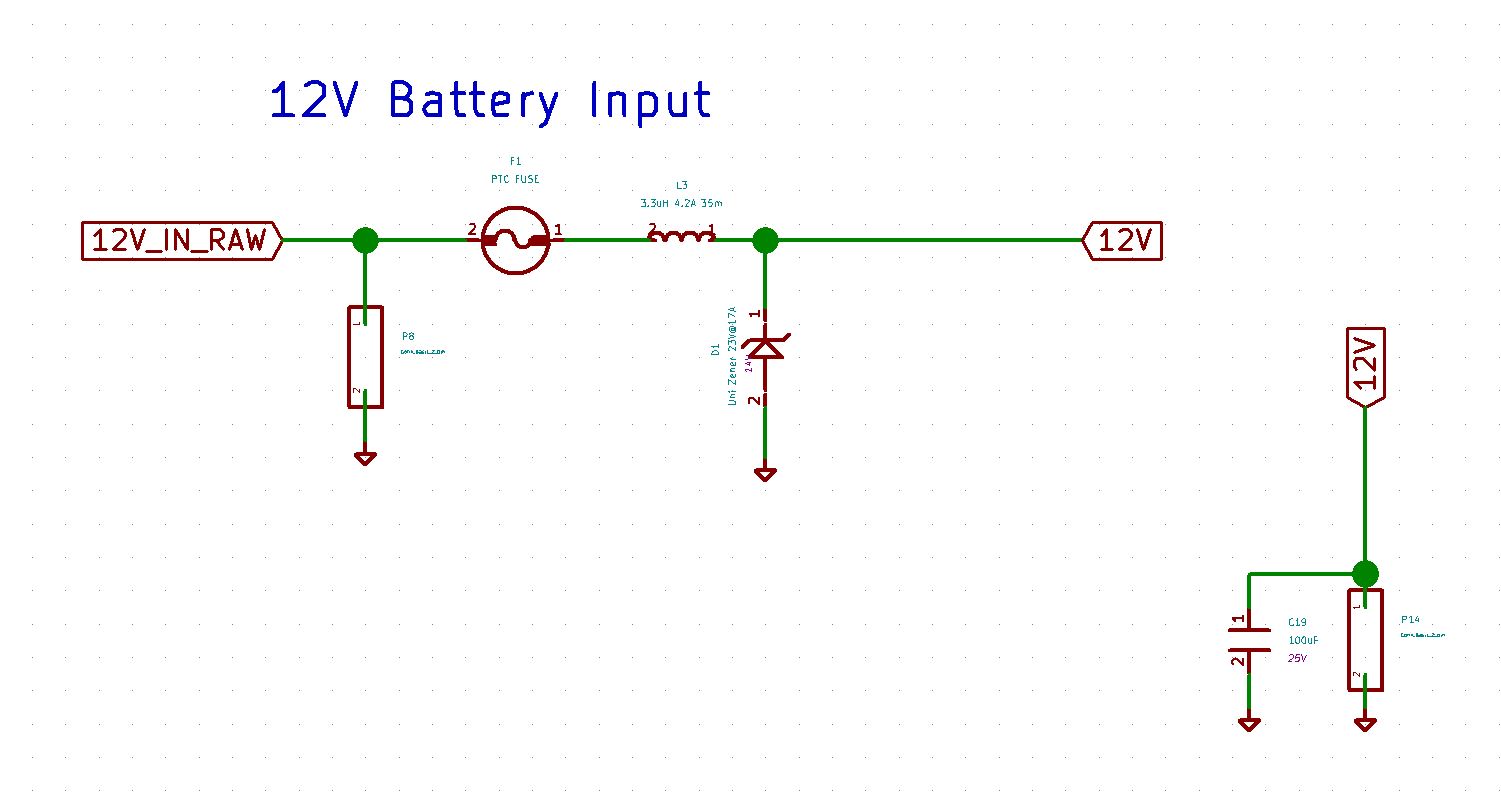 12V Battery Input
F1
PTC FUSE
L3
3.3uH 4.2A 35m
12V_IN_RAW
2
1
2
1
12V
1
2
P8
1
2
D1
Uni Zener 23V@17A
24V
12V
1
2
C19
100uF
25V
1
2
P14